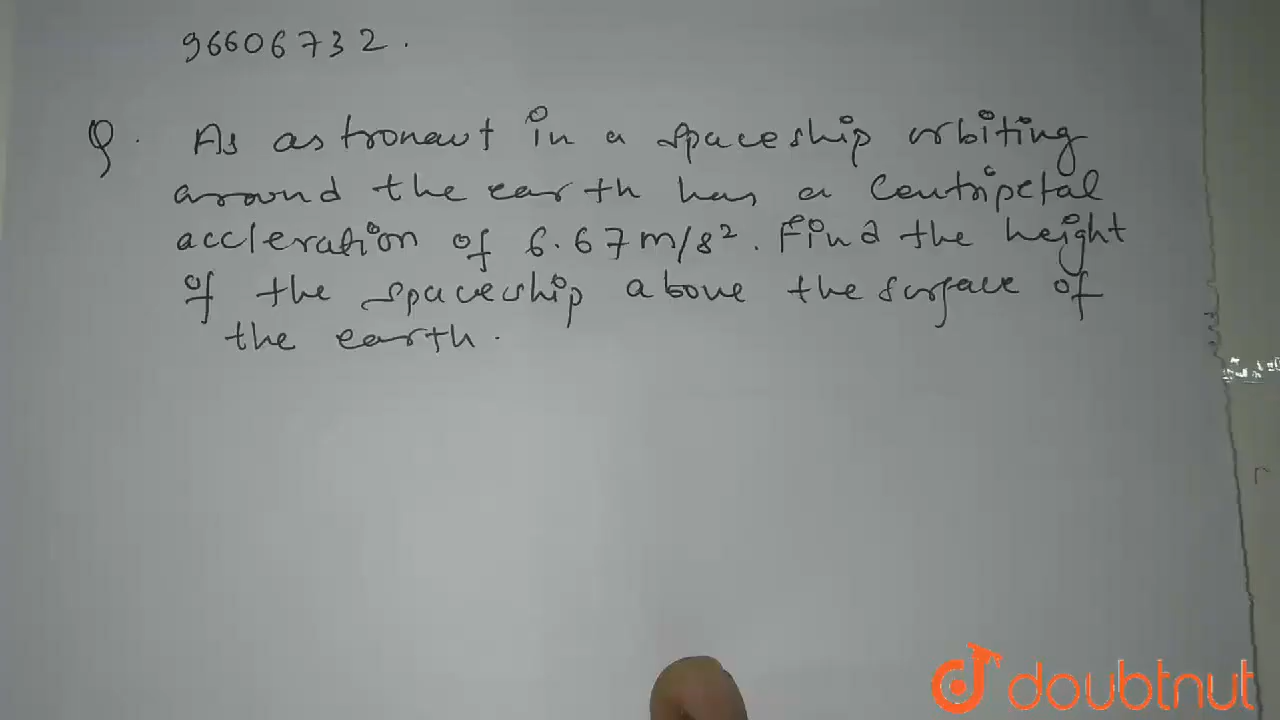 96606732.
Q. As astronaut in a spaceship orbiting
around the earth has a centripetal
accleration of 6.67 m/s². Find the height
of the spaceship above the surface of
the earth.
doubtnut